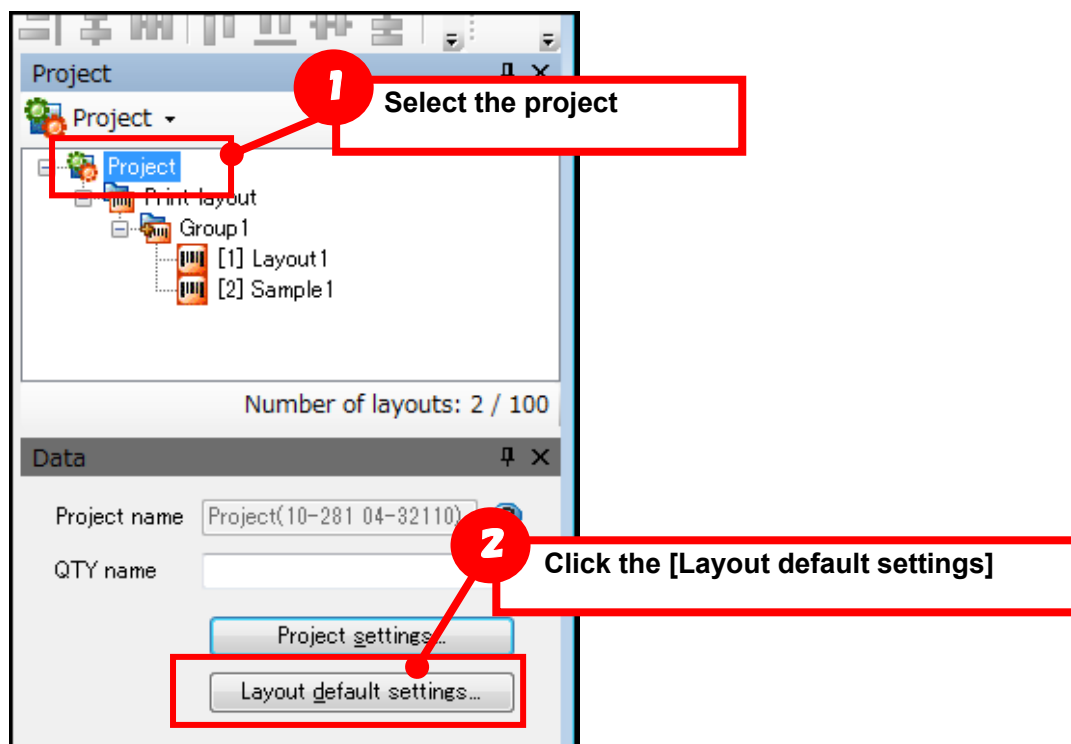 Project
1
Select the project
Project
Project
Print layout
Group1
[1] Layout1
[2] Sample1
Number of layouts: 2 / 100
Data
Project name
Project(10-281 04-32110)
2
Click the [Layout default settings]
QTY name
Project settings...
Layout default settings...